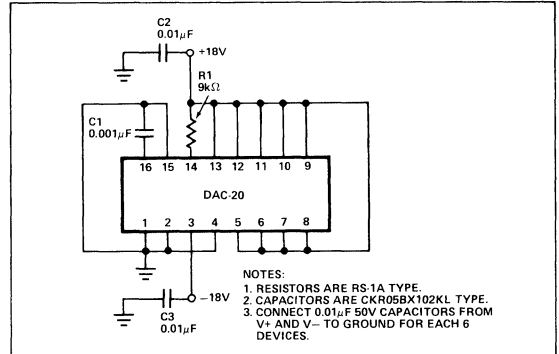 C2
0.01µF
+18V
R1
9kΩ
C1
0.001µF
16 15 14 13 12 11 10 9
DAC-20
1 2 3 4 5 6 7 8
−18V
C3
0.01µF
NOTES:
1. RESISTORS ARE RS-1A TYPE.
2. CAPACITORS ARE CKR05BX102KL TYPE.
3. CONNECT 0.01µF 50V CAPACITORS FROM
V+ AND V− TO GROUND FOR EACH 6
DEVICES.